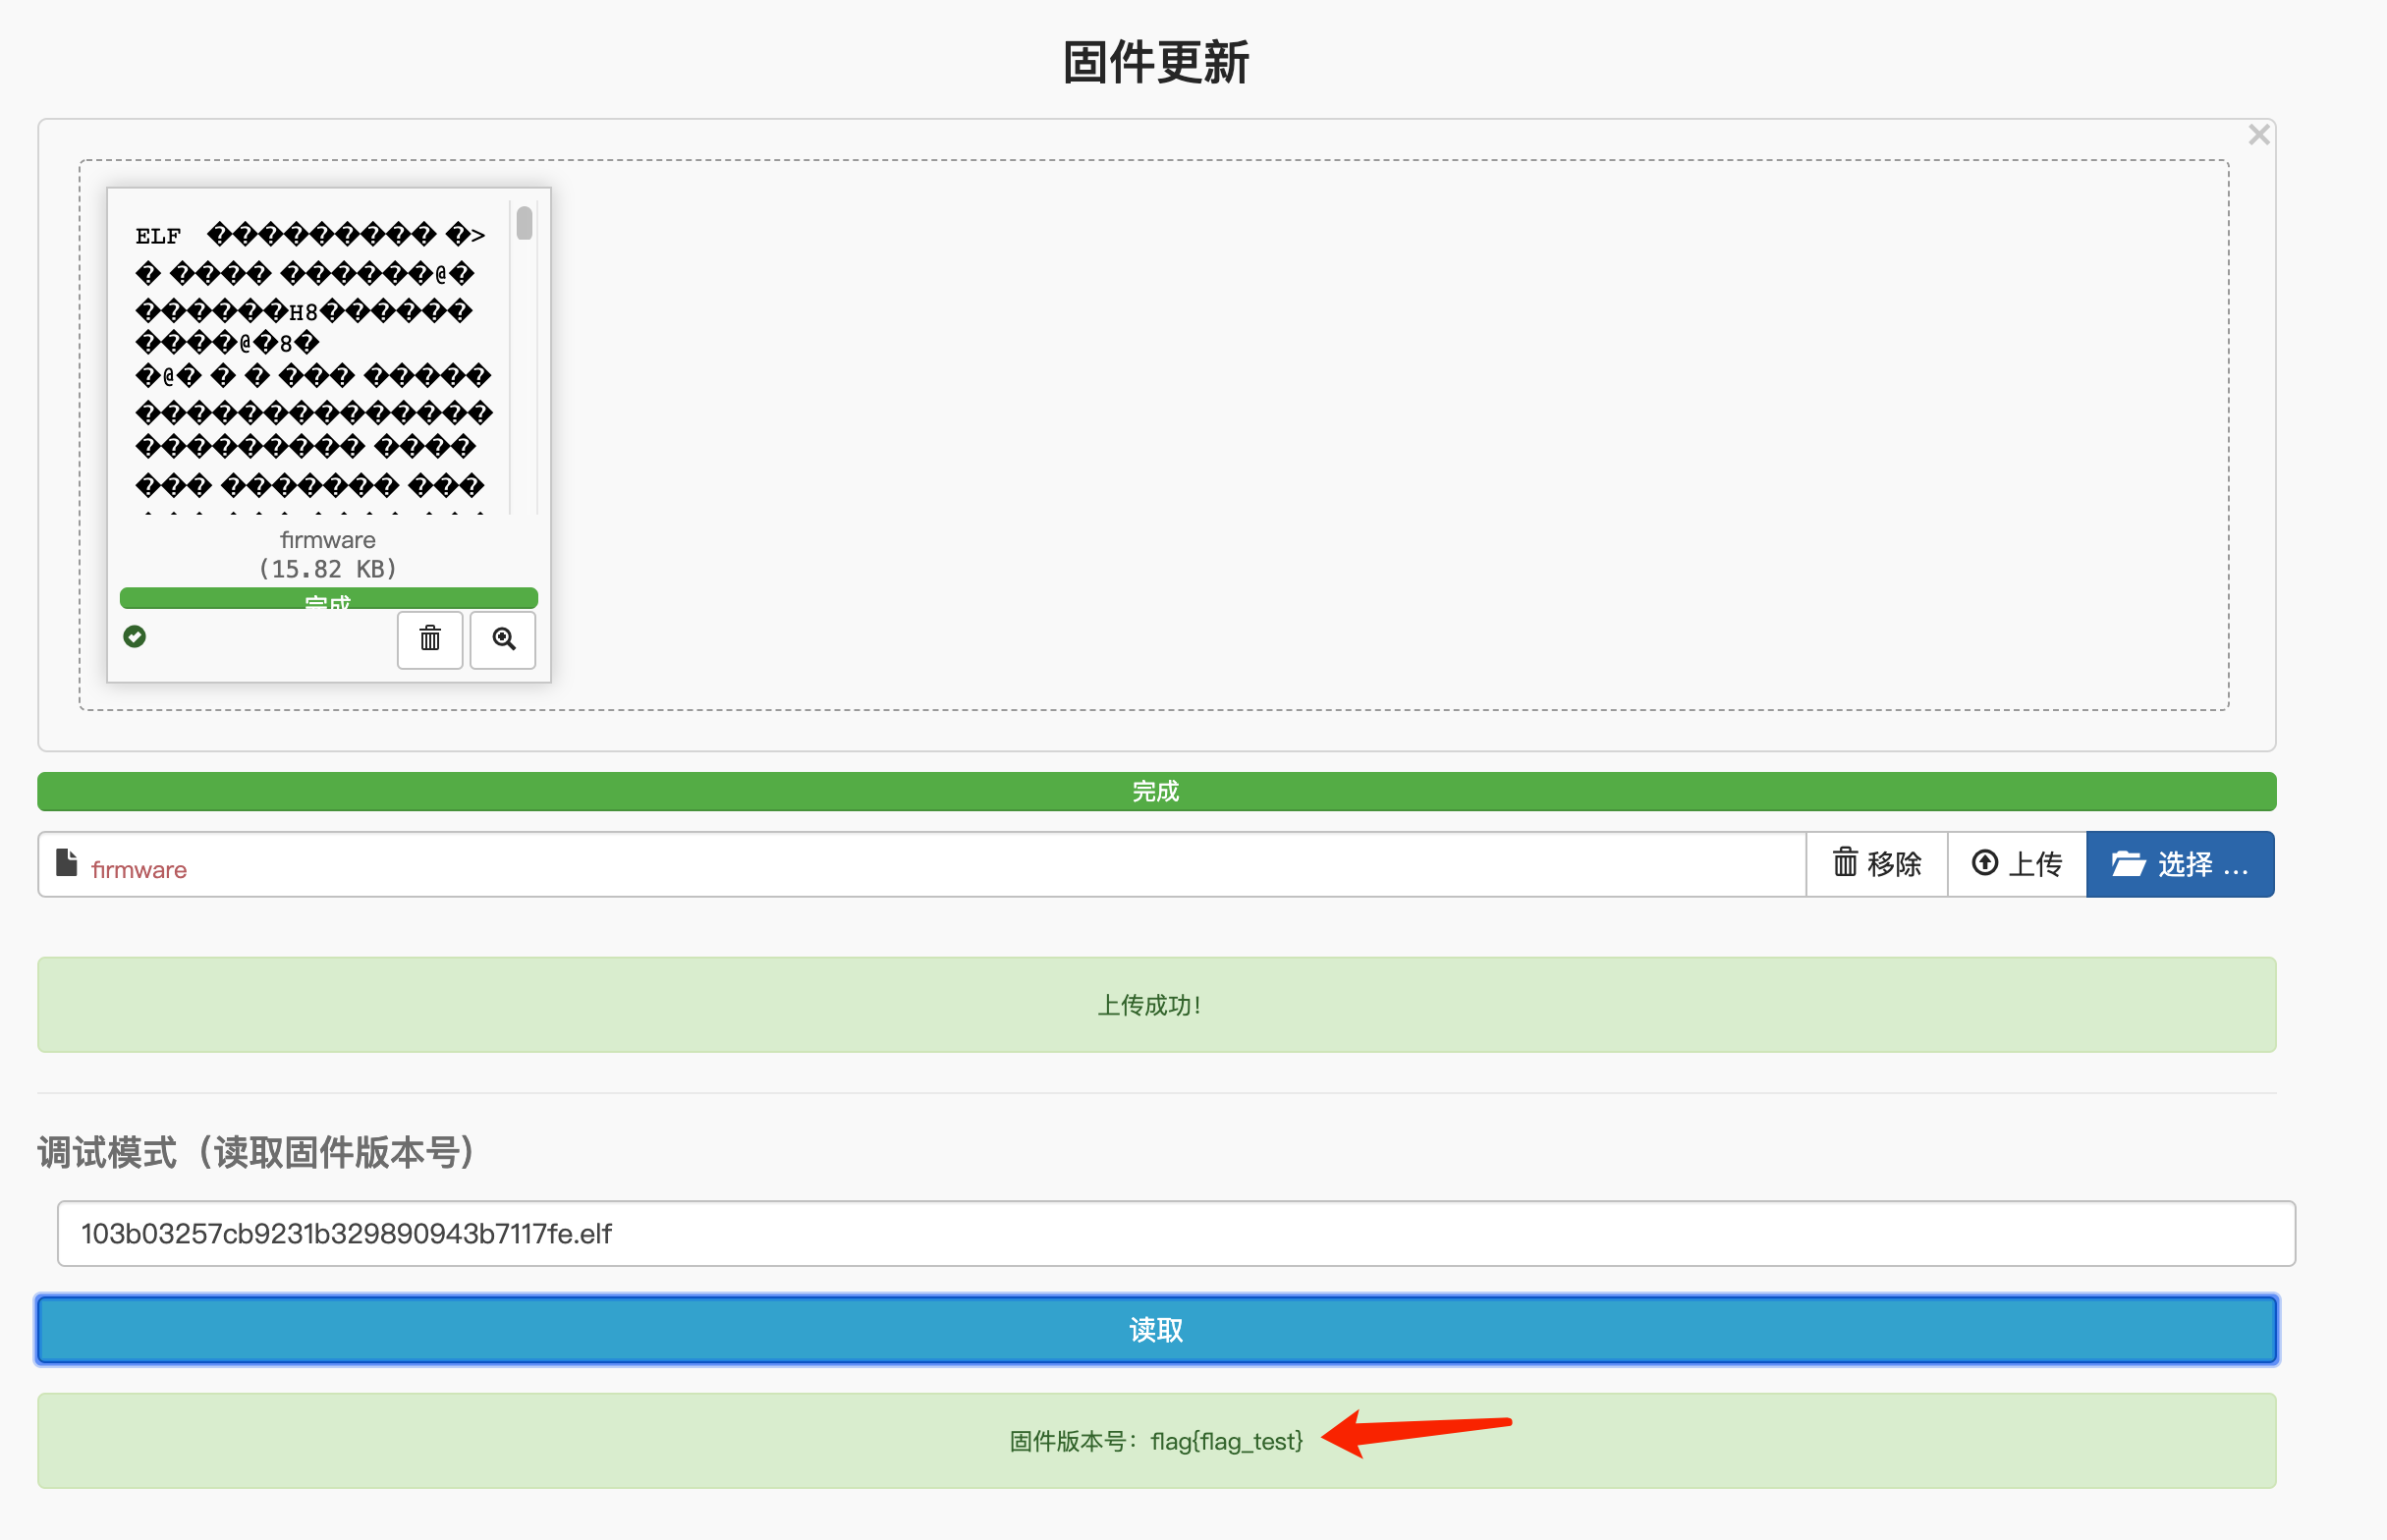 固件更新
ELF ����������� �>
� ���� ������@�
������H8������
����@�8�
�@� � � ��� �����
��������������
��������� ����
��� ������� ���
firmware
(15.82 KB)
完成
完成
firmware
移除
上传
选择 ...
上传成功！
调试模式（读取固件版本号）
103b03257cb9231b329890943b7117fe.elf
读取
固件版本号：flag{flag_test}